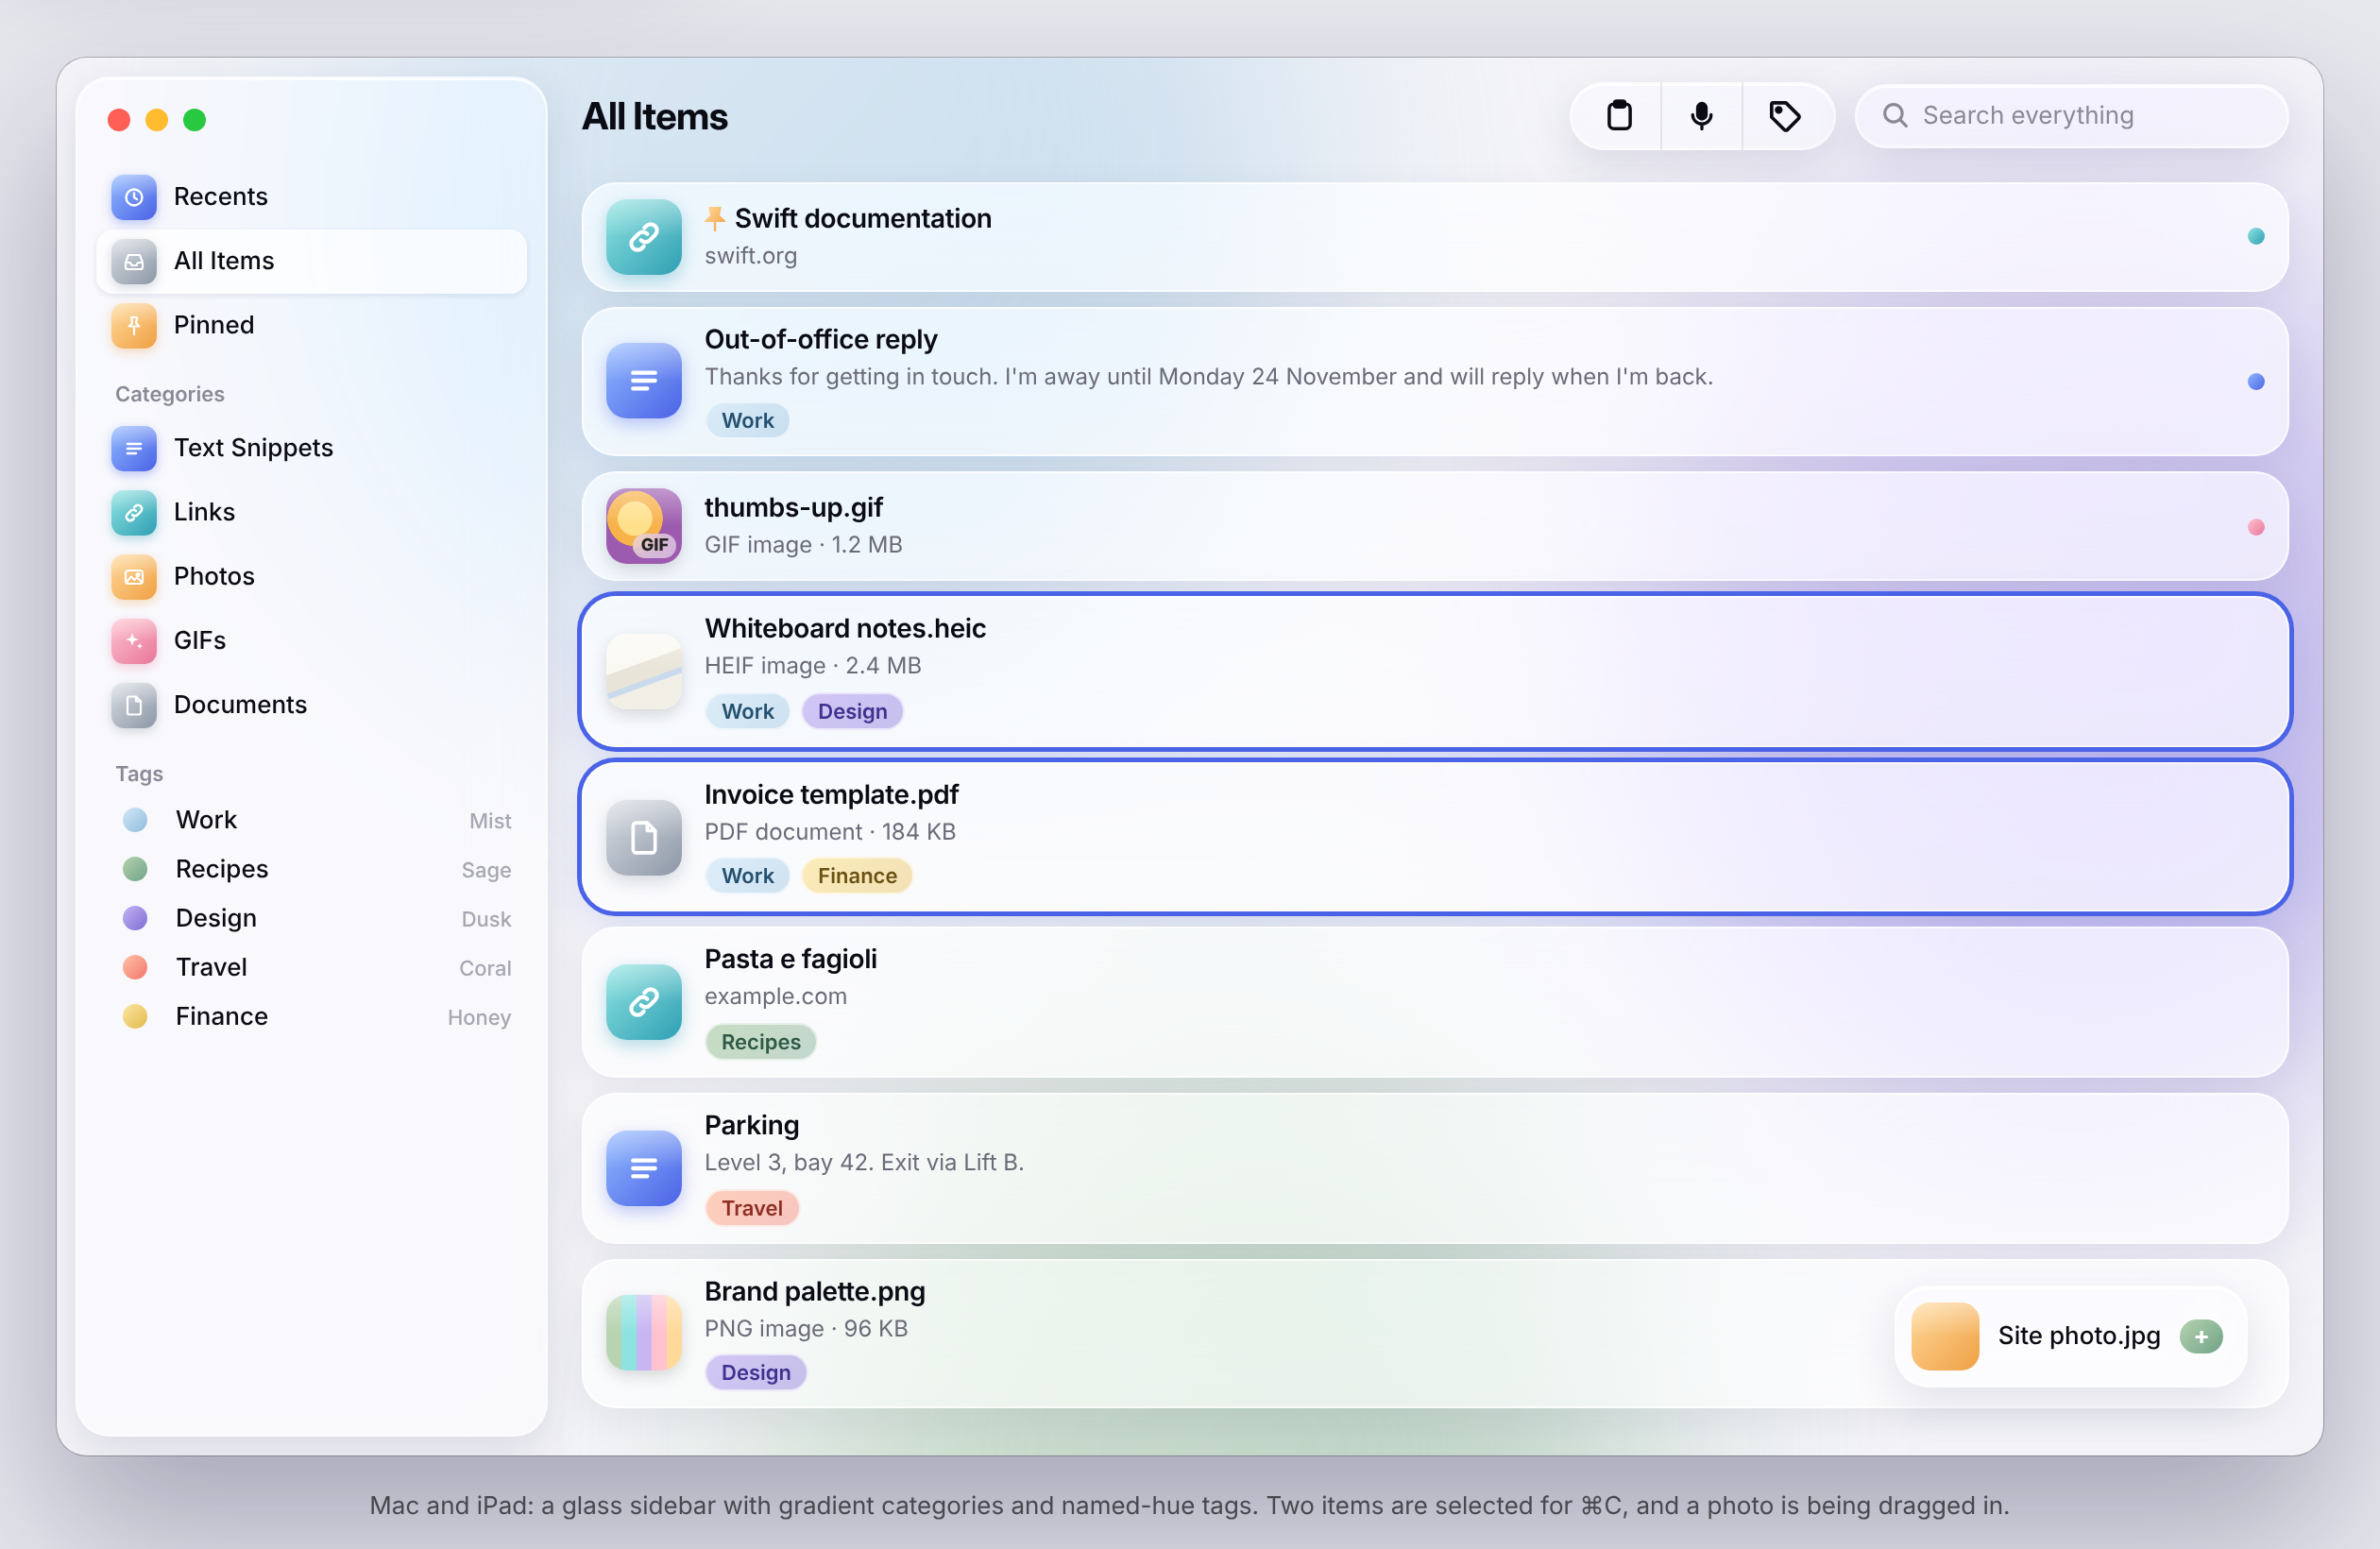 All Items
Search everything
Recents
All Items
Pinned
Categories
Text Snippets
Links
Photos
GIFs
Documents
Tags
Work Mist
Recipes Sage
Design Dusk
Travel Coral
Finance Honey
Swift documentation
swift.org
Out-of-office reply
Thanks for getting in touch. I'm away until Monday 24 November and will reply when I'm back.
Work
GIF
thumbs-up.gif
GIF image · 1.2 MB
Whiteboard notes.heic
HEIF image · 2.4 MB
Work Design
Invoice template.pdf
PDF document · 184 KB
Work Finance
Pasta e fagioli
example.com
Recipes
Parking
Level 3, bay 42. Exit via Lift B.
Travel
Brand palette.png
PNG image · 96 KB
Design
Site photo.jpg +
Mac and iPad: a glass sidebar with gradient categories and named-hue tags. Two items are selected for ⌘C, and a photo is being dragged in.